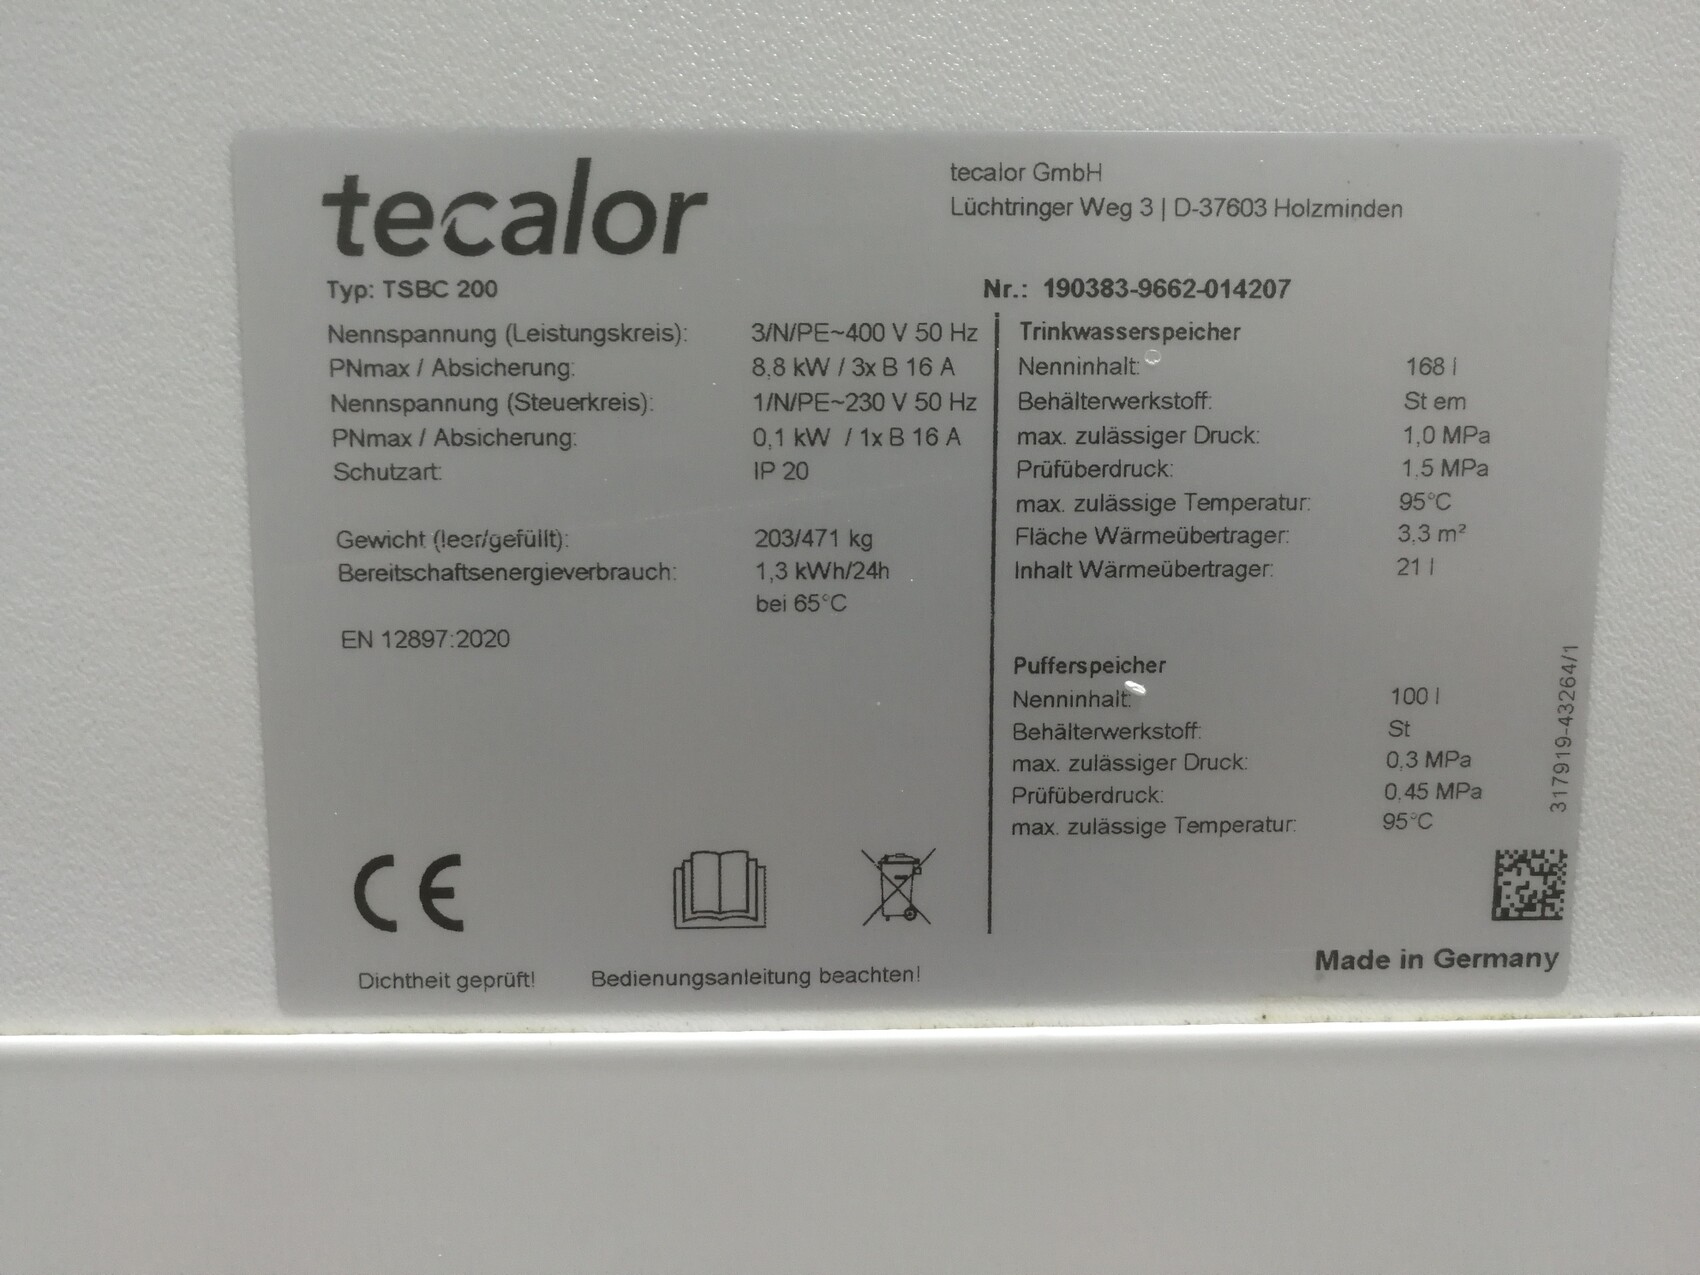 tecalor
tecalor GmbH
Lüchtringer Weg 3 | D-37603 Holzminden
Typ: TSBC 200
Nr.: 190383-9662-014207
Nennspannung (Leistungskreis): 3/N/PE~400 V 50 Hz
PNmax / Absicherung: 8,8 kW / 3x B 16 A
Nennspannung (Steuerkreis): 1/N/PE~230 V 50 Hz
PNmax / Absicherung: 0,1 kW / 1x B 16 A
Schutzart: IP 20
Gewicht (leer/gefüllt): 203/471 kg
Bereitschaftsenergieverbrauch: 1,3 kWh/24h
bei 65°C
EN 12897:2020
Trinkwasserspeicher
Nenninhalt: 168 l
Behälterwerkstoff: St em
max. zulässiger Druck: 1,0 MPa
Prüfüberdruck: 1.5 MPa
max. zulässige Temperatur: 95°C
Fläche Wärmeübertrager: 3,3 m²
Inhalt Wärmeübertrager: 21 l
Pufferspeicher
Nenninhalt: 100 l
Behälterwerkstoff: St
max. zulässiger Druck: 0,3 MPa
Prüfüberdruck: 0,45 MPa
max. zulässige Temperatur: 95°C
317919-43264/1
CE
Dichtheit geprüft!
Bedienungsanleitung beachten!
Made in Germany